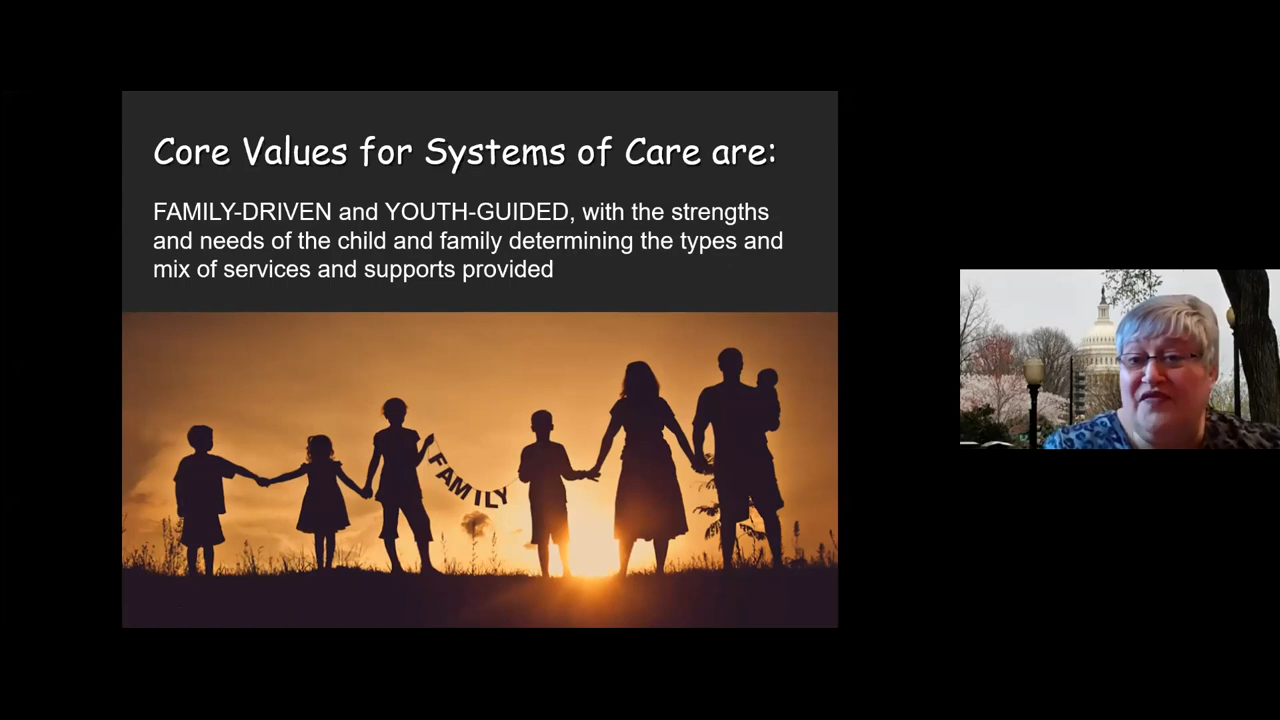 Core Values for Systems of Care are:
FAMILY-DRIVEN and YOUTH-GUIDED, with the strengths
and needs of the child and family determining the types and
mix of services and supports provided
FAMILY